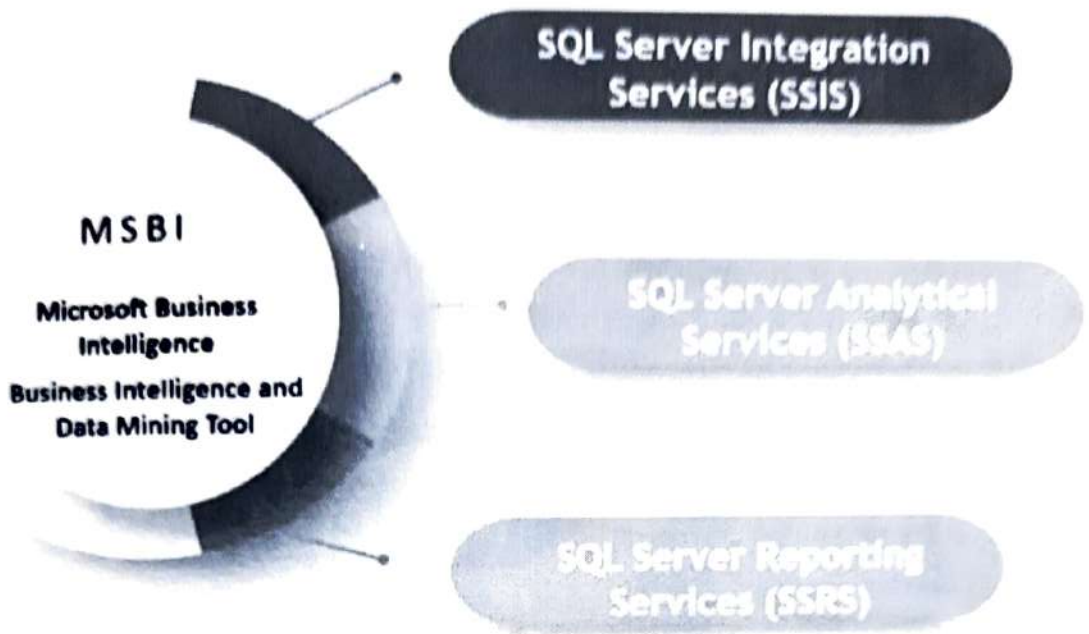 MSBI
Microsoft Business
Intelligence
Business Intelligence and
Data Mining Tool
SQL Server Integration
Services (SSIS)
SQL Server Analytical
Services (SSAS)
SQL Server Reporting
Services (SSRS)